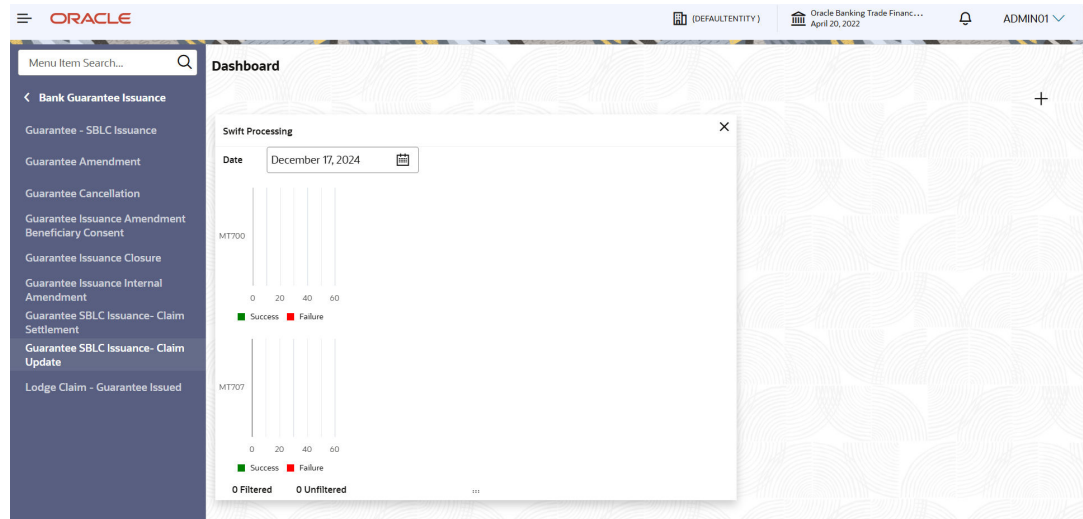 ORACLE
(DEFAULTENTITY)
Oracle Banking Trade Financ...
April 20, 2022
ADMIN01
Menu Item Search...
Dashboard
Bank Guarantee Issuance
Guarantee - SBLC Issuance
Guarantee Amendment
Guarantee Cancellation
Guarantee Issuance Amendment
Beneficiary Consent
Guarantee Issuance Closure
Guarantee Issuance Internal
Amendment
Guarantee SBLC Issuance- Claim
Settlement
Guarantee SBLC Issuance- Claim
Update
Lodge Claim - Guarantee Issued
Swift Processing
Date December 17, 2024
MT700
0 20 40 60
Success Failure
MT707
0 20 40 60
Success Failure
0 Filtered 0 Unfiltered